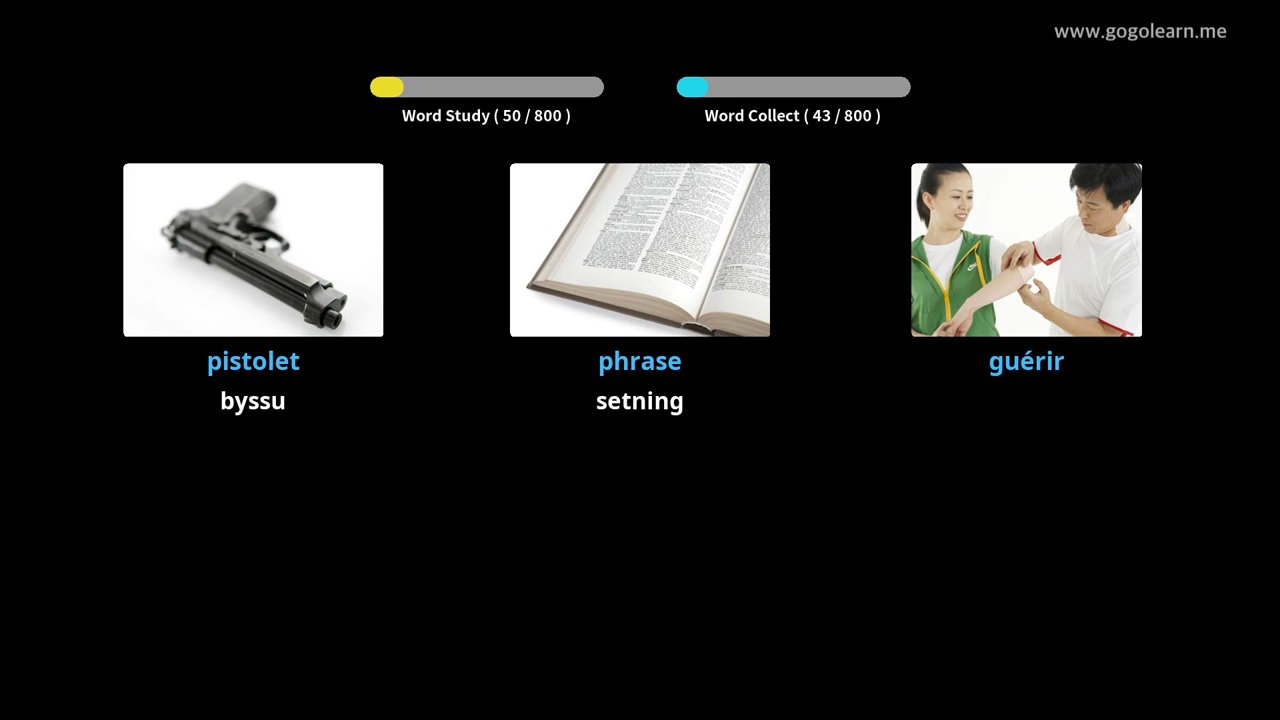 www.gogolearn.me
Word Study ( 50 / 800 )
Word Collect ( 43 / 800 )
pistolet
phrase
guérir
byssu
setning